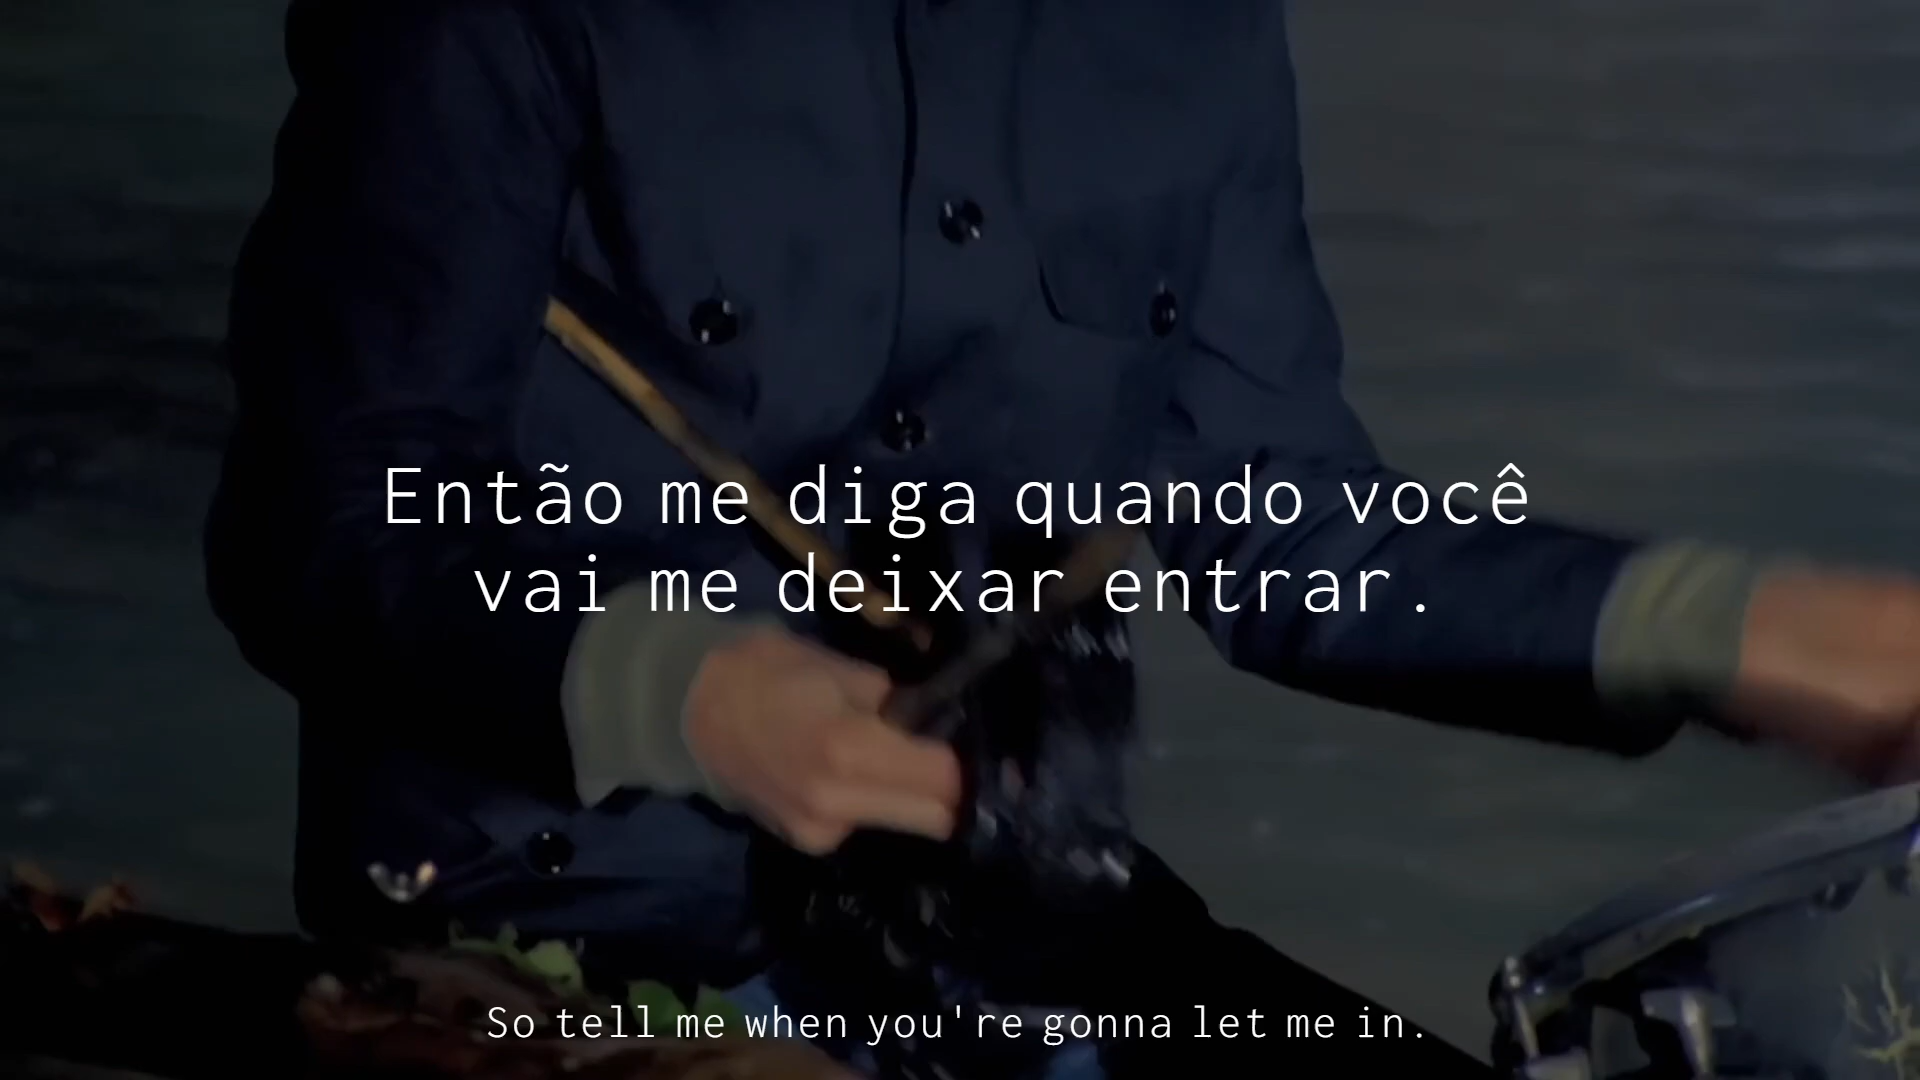 Então me diga quando você
vai me deixar entrar.
So tell me when you're gonna let me in.